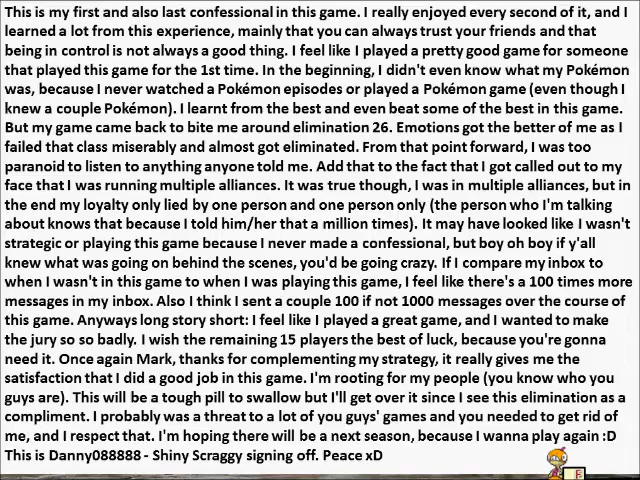 This is my first and also last confessional in this game. I really enjoyed every second of it, and I
learned a lot from this experience, mainly that you can always trust your friends and that
being in control is not always a good thing. I feel like I played a pretty good game for someone
that played this game for the 1st time. In the beginning, I didn't even know what my Pokémon
was, because I never watched a Pokémon episodes or played a Pokémon game (even though I
knew a couple Pokémon). I learnt from the best and even beat some of the best in this game.
But my game came back to bite me around elimination 26. Emotions got the better of me as I
failed that class miserably and almost got eliminated. From that point forward, I was too
paranoid to listen to anything anyone told me. Add that to the fact that I got called out to my
face that I was running multiple alliances. It was true though, I was in multiple alliances, but in
the end my loyalty only lied by one person and one person only (the person who I'm talking
about knows that because I told him/her that a million times). It may have looked like I wasn't
strategic or playing this game because I never made a confessional, but boy oh boy if y'all
knew what was going on behind the scenes, you'd be going crazy. If I compare my inbox to
when I wasn't in this game to when I was playing this game, I feel like there's a 100 times more
messages in my inbox. Also I think I sent a couple 100 if not 1000 messages over the course of
this game. Anyways long story short: I feel like I played a great game, and I wanted to make
the jury so so badly. I wish the remaining 15 players the best of luck, because you're gonna
need it. Once again Mark, thanks for complementing my strategy, it really gives me the
satisfaction that I did a good job in this game. I'm rooting for my people (you know who you
guys are). This will be a tough pill to swallow but I'll get over it since I see this elimination as a
compliment. I probably was a threat to a lot of you guys' games and you needed to get rid of
me, and I respect that. I'm hoping there will be a next season, because I wanna play again :D
This is Danny088888 - Shiny Scraggy signing off. Peace xD